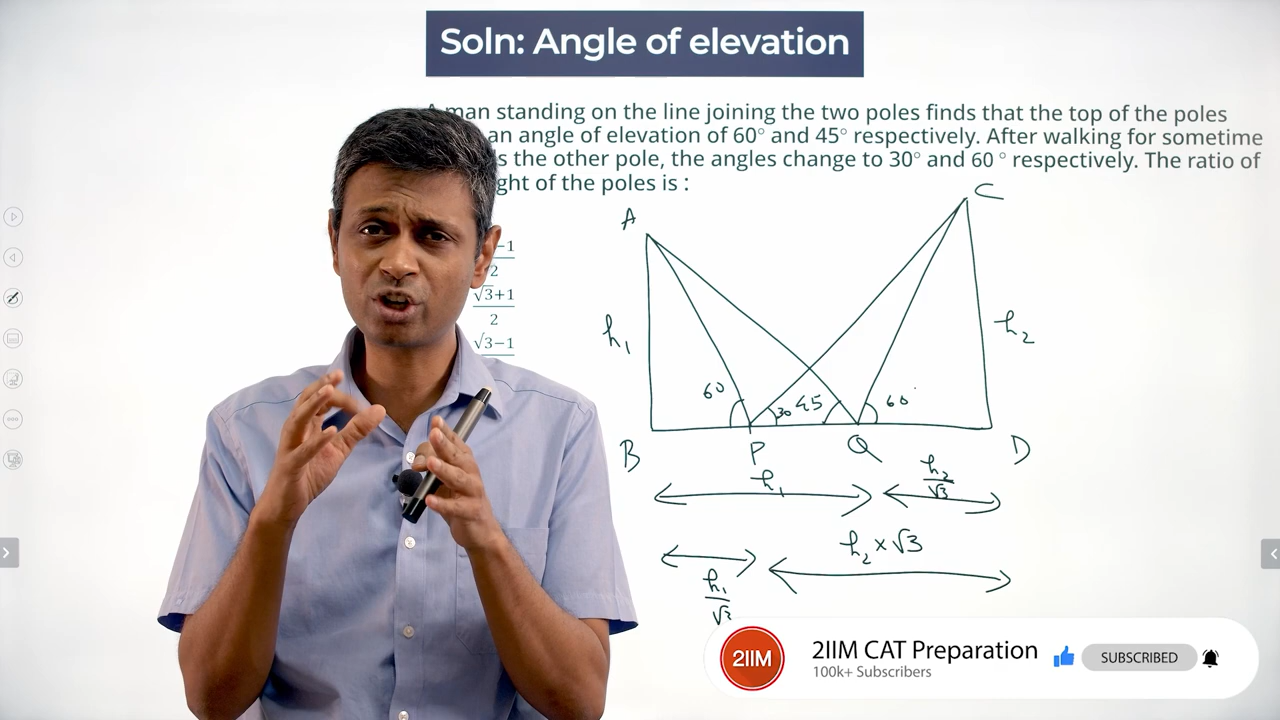 Soln: Angle of elevation
man standing on the line joining the two poles finds that the top of the poles
an angle of elevation of 60° and 45° respectively. After walking for sometime
the other pole, the angles change to 30° and 60 ° respectively. The ratio of
of the poles is :
C
A
−1
2
√3+1
2
√3−1
h₁
h₂
60
30
45
60
B
P
Q
D
h₁
h₂
√3
h₂ × √3
h₁
√3
2IIM
2IIM CAT Preparation
100k+ Subscribers
SUBSCRIBED